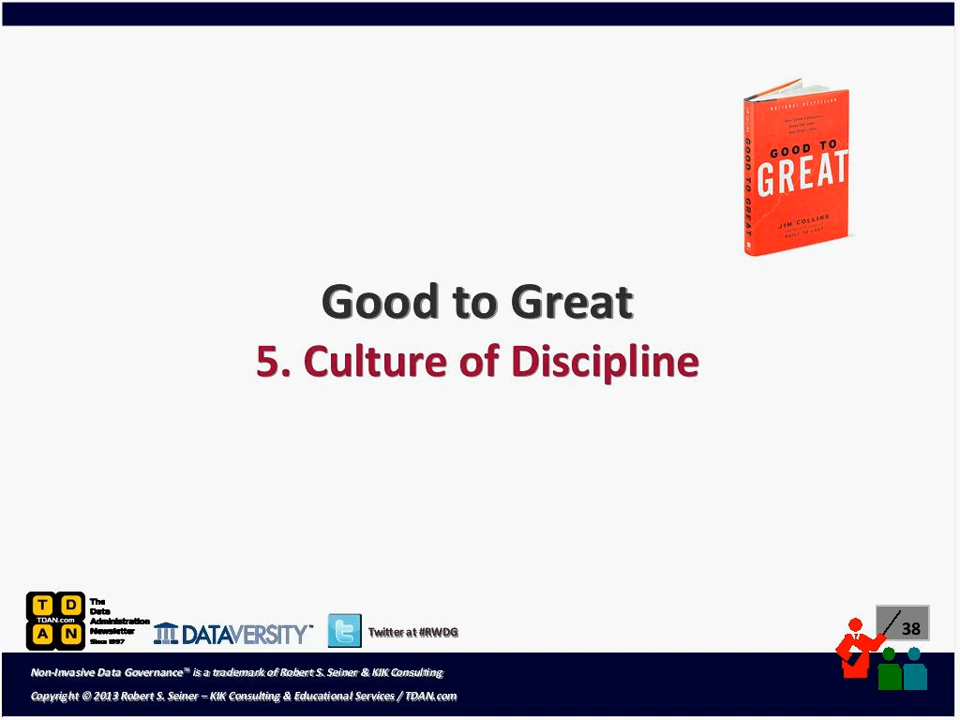 NATIONAL BESTSELLER
GOOD TO
GREAT
JIM COLLINS
GOOD TO GREAT
Good to Great
5. Culture of Discipline
T D
TDAN.com
A N
The
Data
Administration
Newsletter
Since 1997
DATAVERSITY™
Twitter at #RWDG
38
Non-Invasive Data Governance™ is a trademark of Robert S. Seiner & KIK Consulting
Copyright © 2013 Robert S. Seiner – KIK Consulting & Educational Services / TDAN.com